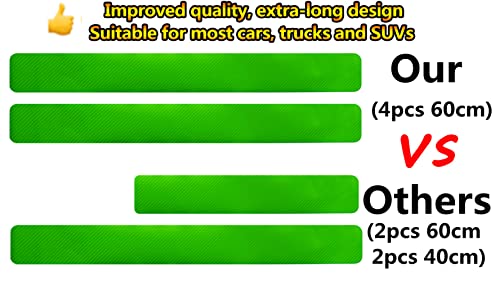 Improved quality, extra-long design
Suitable for most cars, trucks and SUVs
Our
(4pcs 60cm)
VS
Others
(2pcs 60cm
2pcs 40cm)